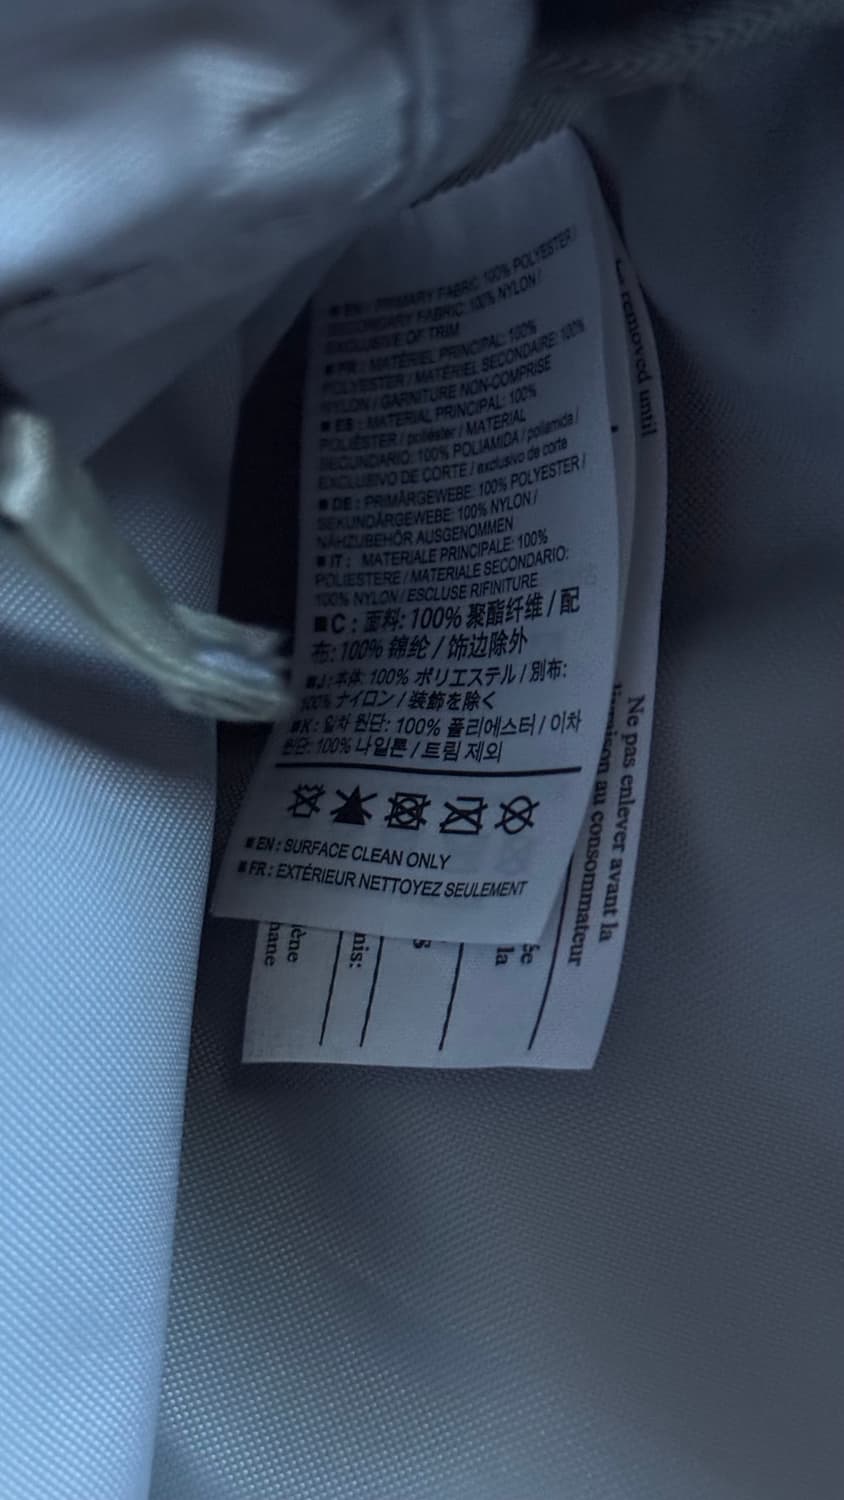 ■ EN : PRIMARY FABRIC: 100% POLYESTER /
SECONDARY FABRIC: 100% NYLON /
EXCLUSIVE OF TRIM
■ FR : MATÉRIEL PRINCIPAL: 100%
POLYESTER / MATÉRIEL SECONDAIRE: 100%
NYLON / GARNITURE NON-COMPRISE
■ ES : MATERIAL PRINCIPAL: 100%
POLIÉSTER / poliéster / MATERIAL
SECUNDARIO: 100% POLIAMIDA / poliamida /
EXCLUSIVO DE CORTE / exclusivo de corte
■ DE : PRIMÄRGEWEBE: 100% POLYESTER /
SEKUNDÄRGEWEBE: 100% NYLON /
NÄHZUBEHÖR AUSGENOMMEN
■ IT : MATERIALE PRINCIPALE: 100%
POLIESTERE / MATERIALE SECONDARIO:
100% NYLON / ESCLUSE RIFINITURE
■ C : 面料: 100% 聚酯纤维 / 配
布: 100% 锦纶 / 饰边除外
■ J : 本体: 100% ポリエステル / 別布:
100% ナイロン / 装飾を除く
■ K : 일차 원단: 100% 폴리에스터 / 이차
원단: 100% 나일론 / 트림 제외
■ EN : SURFACE CLEAN ONLY
■ FR : EXTÉRIEUR NETTOYEZ SEULEMENT
removed until
Ne pas enlever avant la
livraison au consommateur
la
nis: